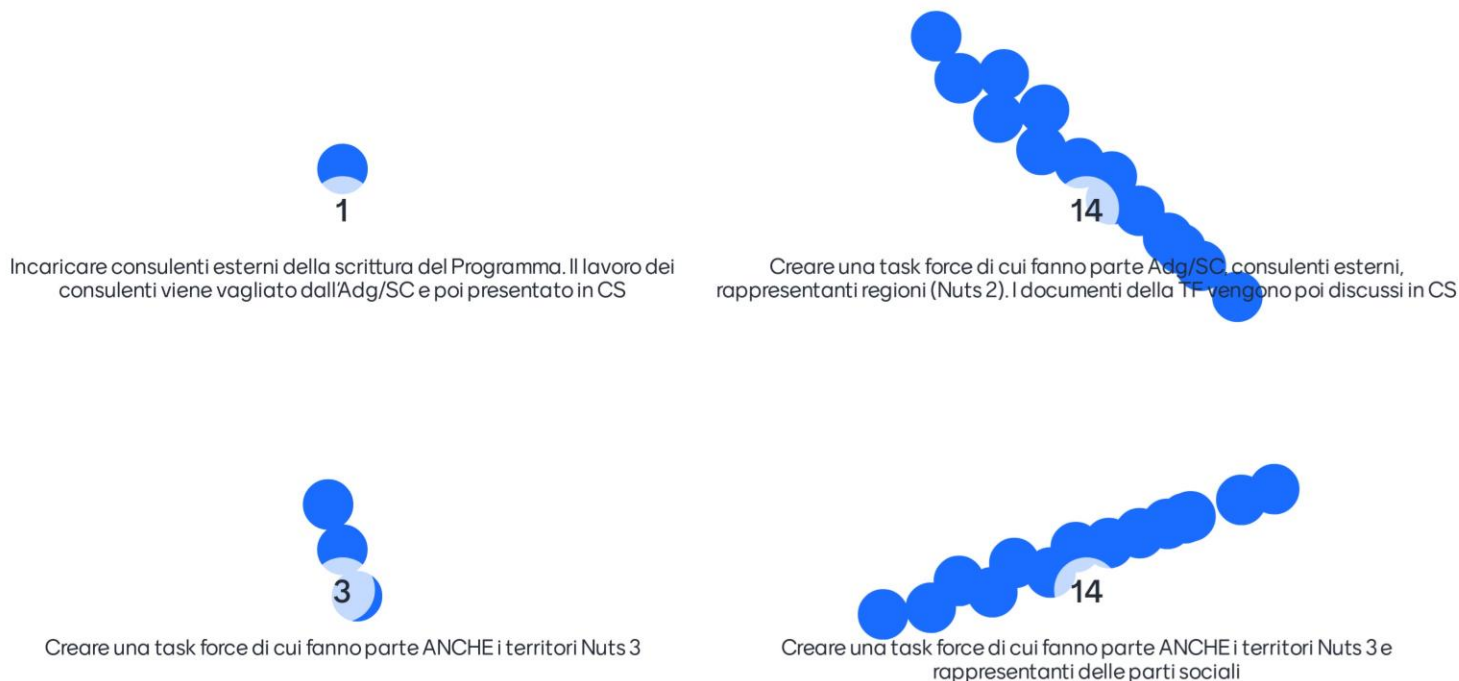 1
Incaricare consulenti esterni della scrittura del Programma. Il lavoro dei
consulenti viene vagliato dall'Adg/SC e poi presentato in CS
14
Creare una task force di cui fanno parte Adg/SC, consulenti esterni,
rappresentanti regioni (Nuts 2). I documenti della TF vengono poi discussi in CS
3
Creare una task force di cui fanno parte ANCHE i territori Nuts 3
14
Creare una task force di cui fanno parte ANCHE i territori Nuts 3 e
rappresentanti delle parti sociali